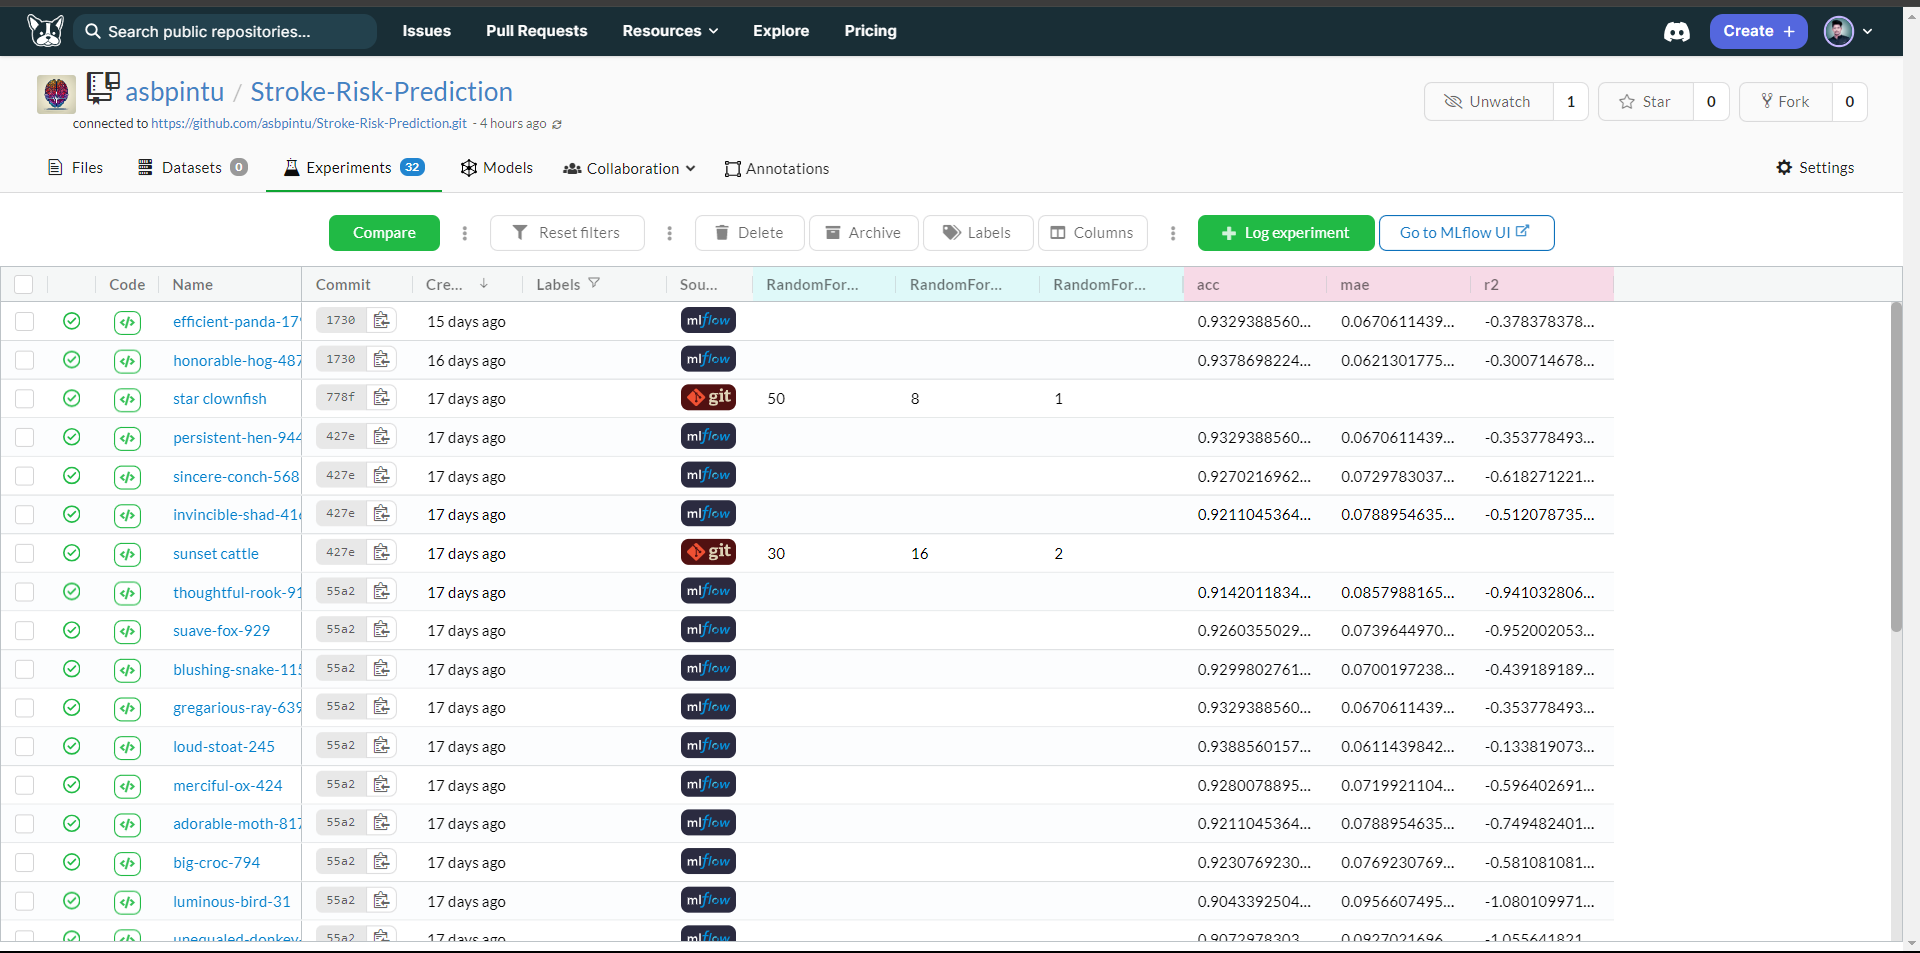 Search public repositories...
Issues
Pull Requests
Resources
Explore
Pricing
Create +
asbpintu / Stroke-Risk-Prediction
connected to https://github.com/asbpintu/Stroke-Risk-Prediction.git - 4 hours ago
Unwatch 1
Star 0
Fork 0
Files
Datasets 0
Experiments 32
Models
Collaboration
Annotations
Settings
Compare
Reset filters
Delete
Archive
Labels
Columns
Log experiment
Go to MLflow UI
Code Name Commit Cre... Labels Sou... RandomFor... RandomFor... RandomFor... acc mae r2
efficient-panda-179 1730 15 days ago mlflow 0.9329388560... 0.0670611439... -0.378378378...
honorable-hog-487 1730 16 days ago mlflow 0.9378698224... 0.0621301775... -0.300714678...
star clownfish 778f 17 days ago git 50 8 1
persistent-hen-944 427e 17 days ago mlflow 0.9329388560... 0.0670611439... -0.353778493...
sincere-conch-568 427e 17 days ago mlflow 0.9270216962... 0.0729783037... -0.618271221...
invincible-shad-416 427e 17 days ago mlflow 0.9211045364... 0.0788954635... -0.512078735...
sunset cattle 427e 17 days ago git 30 16 2
thoughtful-rook-91 55a2 17 days ago mlflow 0.9142011834... 0.0857988165... -0.941032806...
suave-fox-929 55a2 17 days ago mlflow 0.9260355029... 0.0739644970... -0.952002053...
blushing-snake-115 55a2 17 days ago mlflow 0.9299802761... 0.0700197238... -0.439189189...
gregarious-ray-639 55a2 17 days ago mlflow 0.9329388560... 0.0670611439... -0.353778493...
loud-stoat-245 55a2 17 days ago mlflow 0.9388560157... 0.0611439842... -0.133819073...
merciful-ox-424 55a2 17 days ago mlflow 0.9280078895... 0.0719921104... -0.596402691...
adorable-moth-817 55a2 17 days ago mlflow 0.9211045364... 0.0788954635... -0.749482401...
big-croc-794 55a2 17 days ago mlflow 0.9230769230... 0.0769230769... -0.581081081...
luminous-bird-31 55a2 17 days ago mlflow 0.9043392504... 0.0956607495... -1.080109971...
unequaled-donkey- 55a2 17 days ago mlflow 0.9072978303... 0.0927021696... -1.055641821...